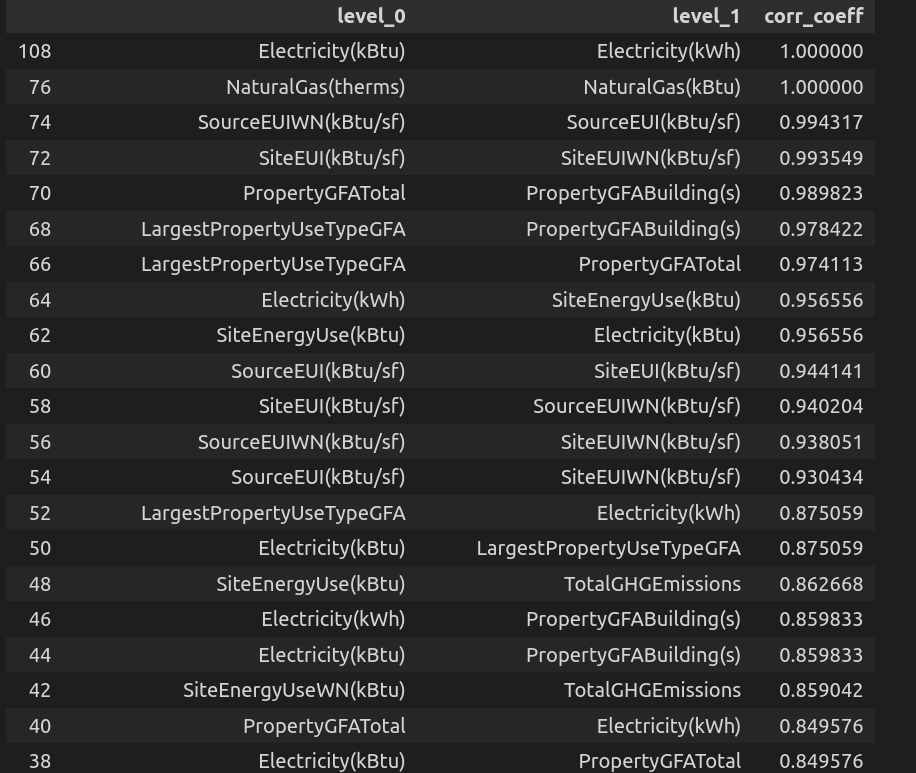 level_0 level_1 corr_coeff
108 Electricity(kBtu) Electricity(kWh) 1.000000
76 NaturalGas(therms) NaturalGas(kBtu) 1.000000
74 SourceEUIWN(kBtu/sf) SourceEUI(kBtu/sf) 0.994317
72 SiteEUI(kBtu/sf) SiteEUIWN(kBtu/sf) 0.993549
70 PropertyGFATotal PropertyGFABuilding(s) 0.989823
68 LargestPropertyUseTypeGFA PropertyGFABuilding(s) 0.978422
66 LargestPropertyUseTypeGFA PropertyGFATotal 0.974113
64 Electricity(kWh) SiteEnergyUse(kBtu) 0.956556
62 SiteEnergyUse(kBtu) Electricity(kBtu) 0.956556
60 SourceEUI(kBtu/sf) SiteEUI(kBtu/sf) 0.944141
58 SiteEUI(kBtu/sf) SourceEUIWN(kBtu/sf) 0.940204
56 SourceEUIWN(kBtu/sf) SiteEUIWN(kBtu/sf) 0.938051
54 SourceEUI(kBtu/sf) SiteEUIWN(kBtu/sf) 0.930434
52 LargestPropertyUseTypeGFA Electricity(kWh) 0.875059
50 Electricity(kBtu) LargestPropertyUseTypeGFA 0.875059
48 SiteEnergyUse(kBtu) TotalGHGEmissions 0.862668
46 Electricity(kWh) PropertyGFABuilding(s) 0.859833
44 Electricity(kBtu) PropertyGFABuilding(s) 0.859833
42 SiteEnergyUseWN(kBtu) TotalGHGEmissions 0.859042
40 PropertyGFATotal Electricity(kWh) 0.849576
38 Electricity(kBtu) PropertyGFATotal 0.849576